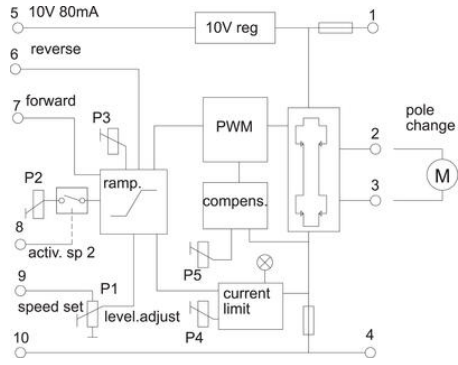 5 10V 80mA
10V reg
1
6 reverse
7 forward
P3
PWM
pole
change
2
M
P2
ramp.
3
compens.
8
activ. sp 2
P5
9
P1
speed set
level.adjust
current
limit
P4
10
4